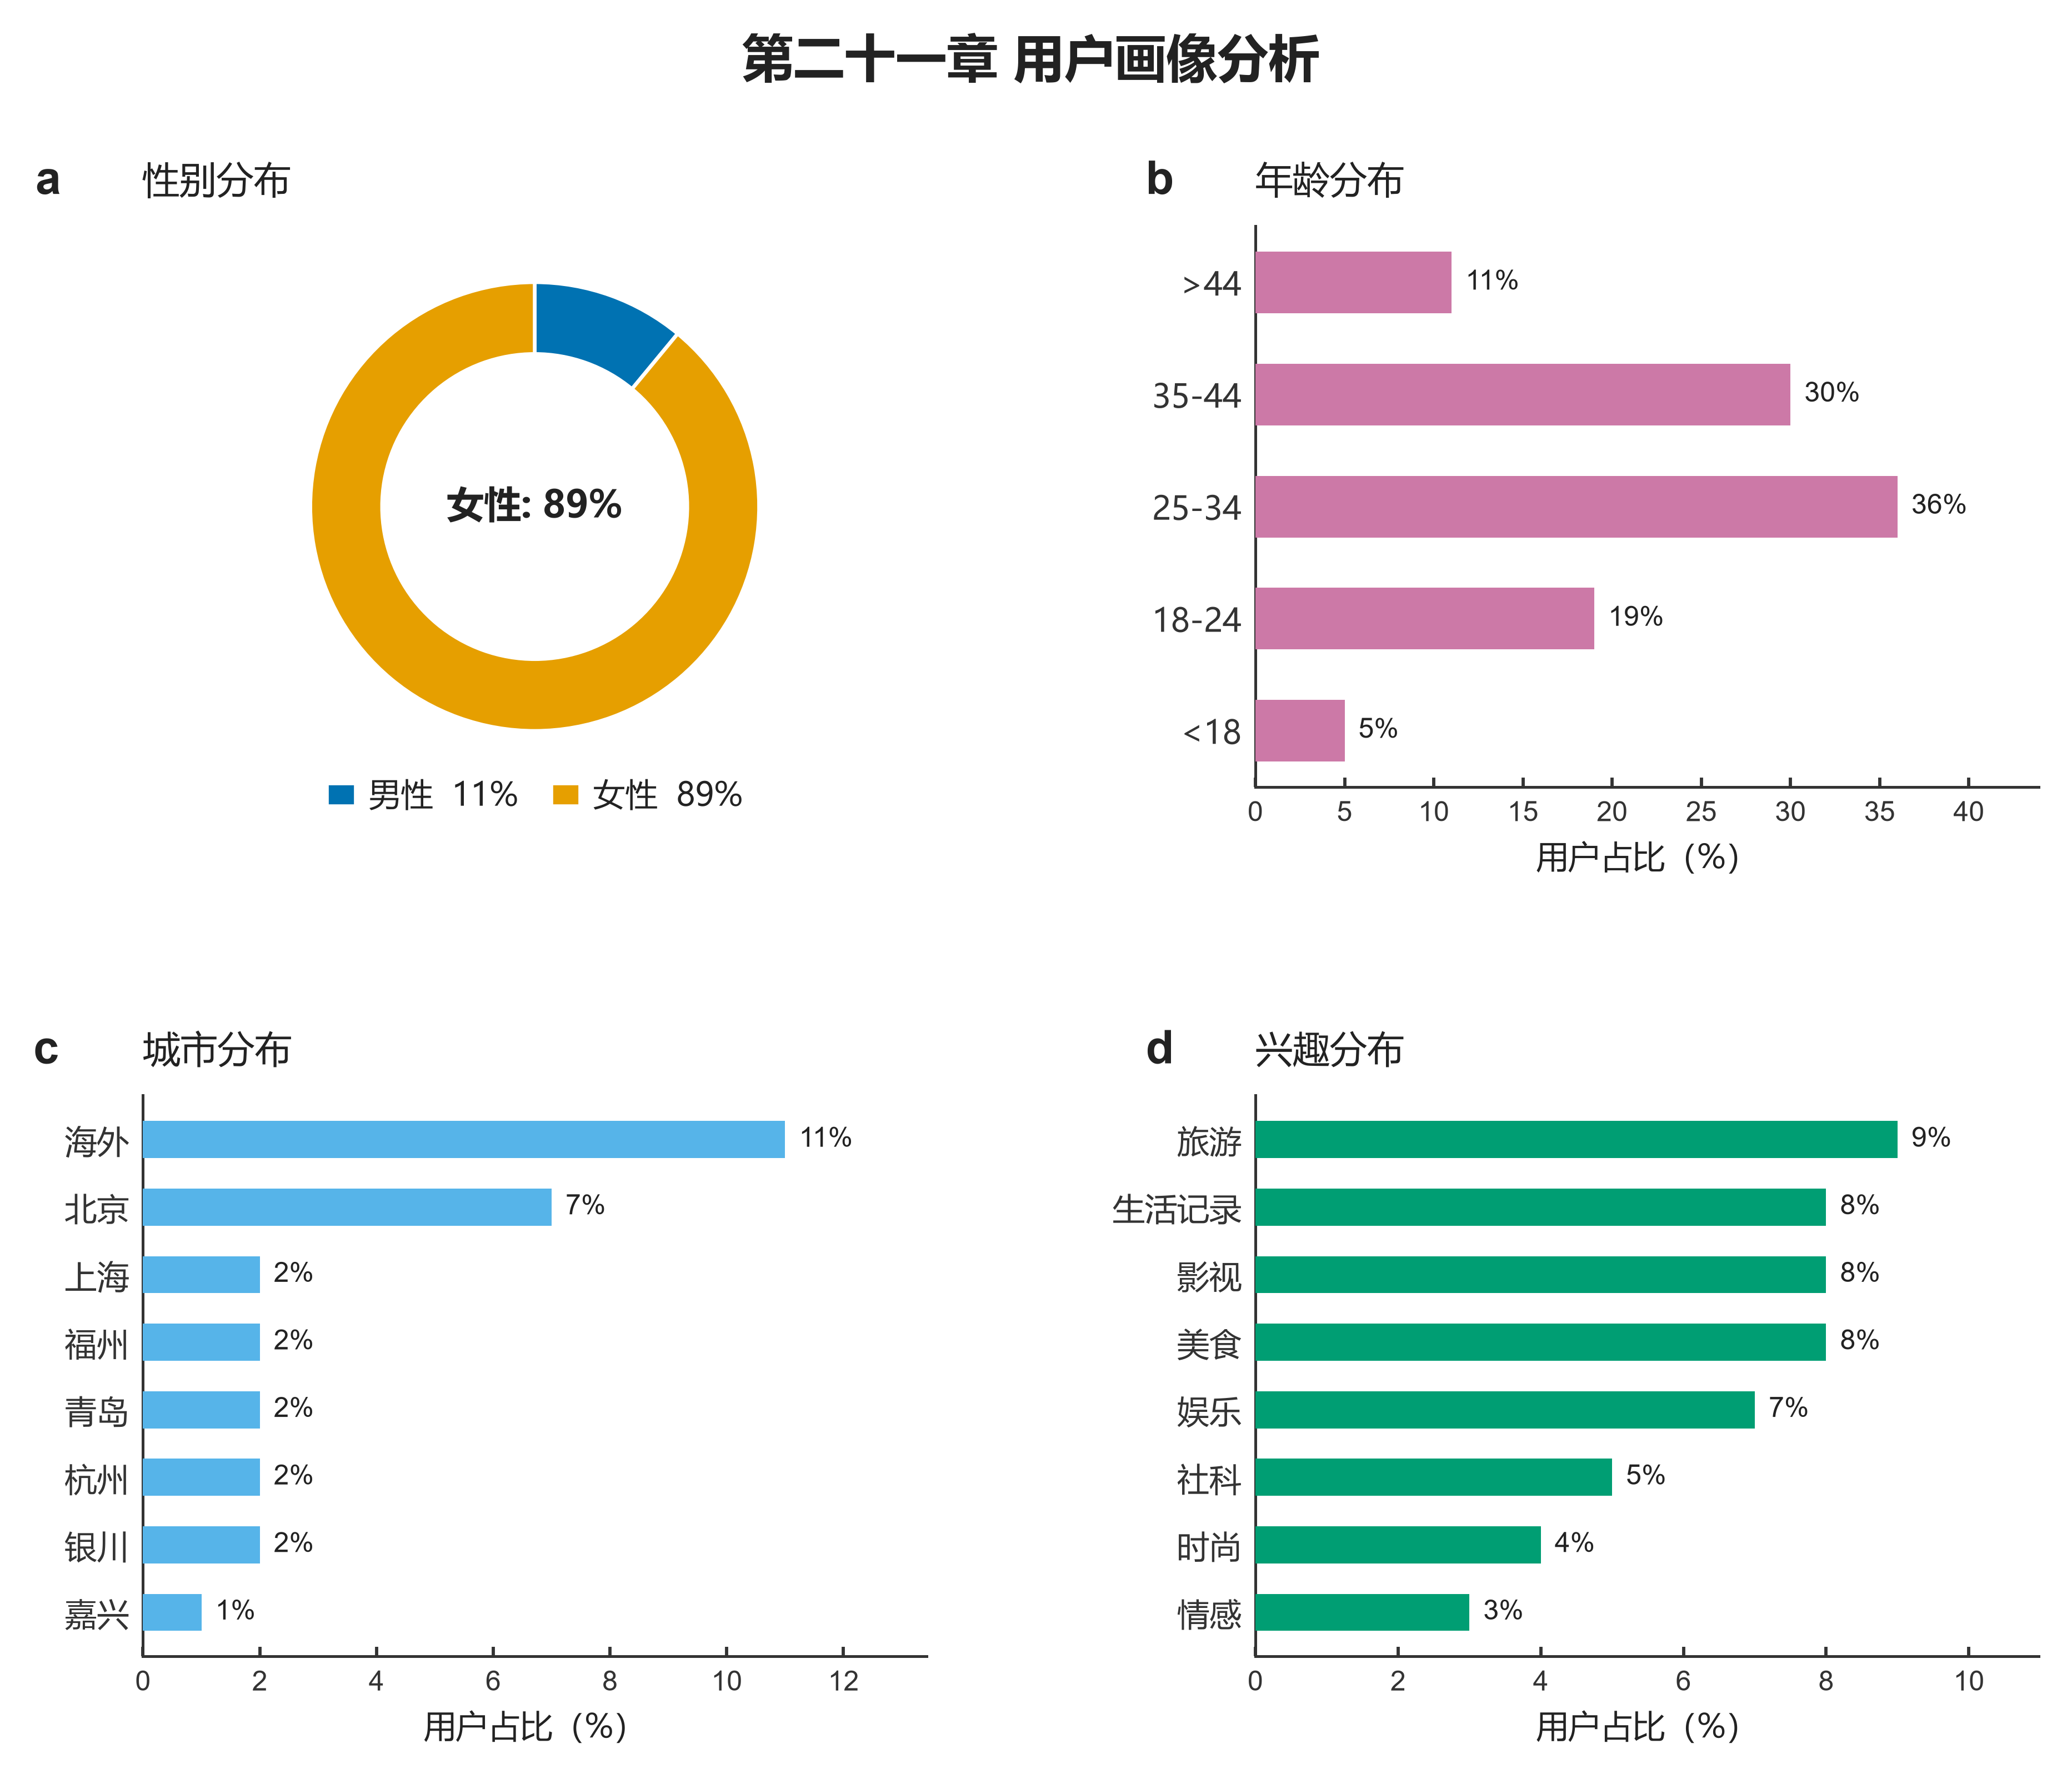 第二十一章 用户画像分析
a 性别分布
女性: 89%
男性 11% 女性 89%
b 年龄分布
>44 11%
35-44 30%
25-34 36%
18-24 19%
<18 5%
0 5 10 15 20 25 30 35 40
用户占比（%）
c 城市分布
海外 11%
北京 7%
上海 2%
福州 2%
青岛 2%
杭州 2%
银川 2%
嘉兴 1%
0 2 4 6 8 10 12
用户占比（%）
d 兴趣分布
旅游 9%
生活记录 8%
影视 8%
美食 8%
娱乐 7%
社科 5%
时尚 4%
情感 3%
0 2 4 6 8 10
用户占比（%）